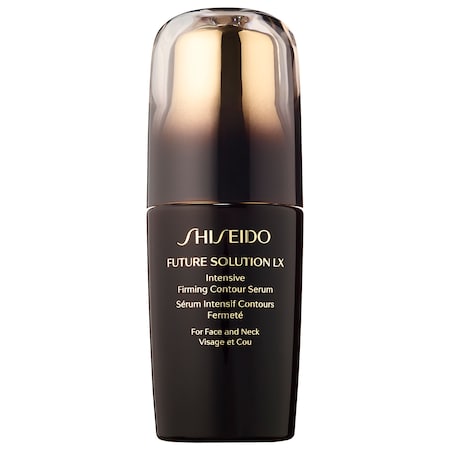 SHISEIDO
FUTURE SOLUTION LX
Intensive
Firming Contour Serum
Sérum Intensif Contours
Fermeté
For Face and Neck
Visage et Cou